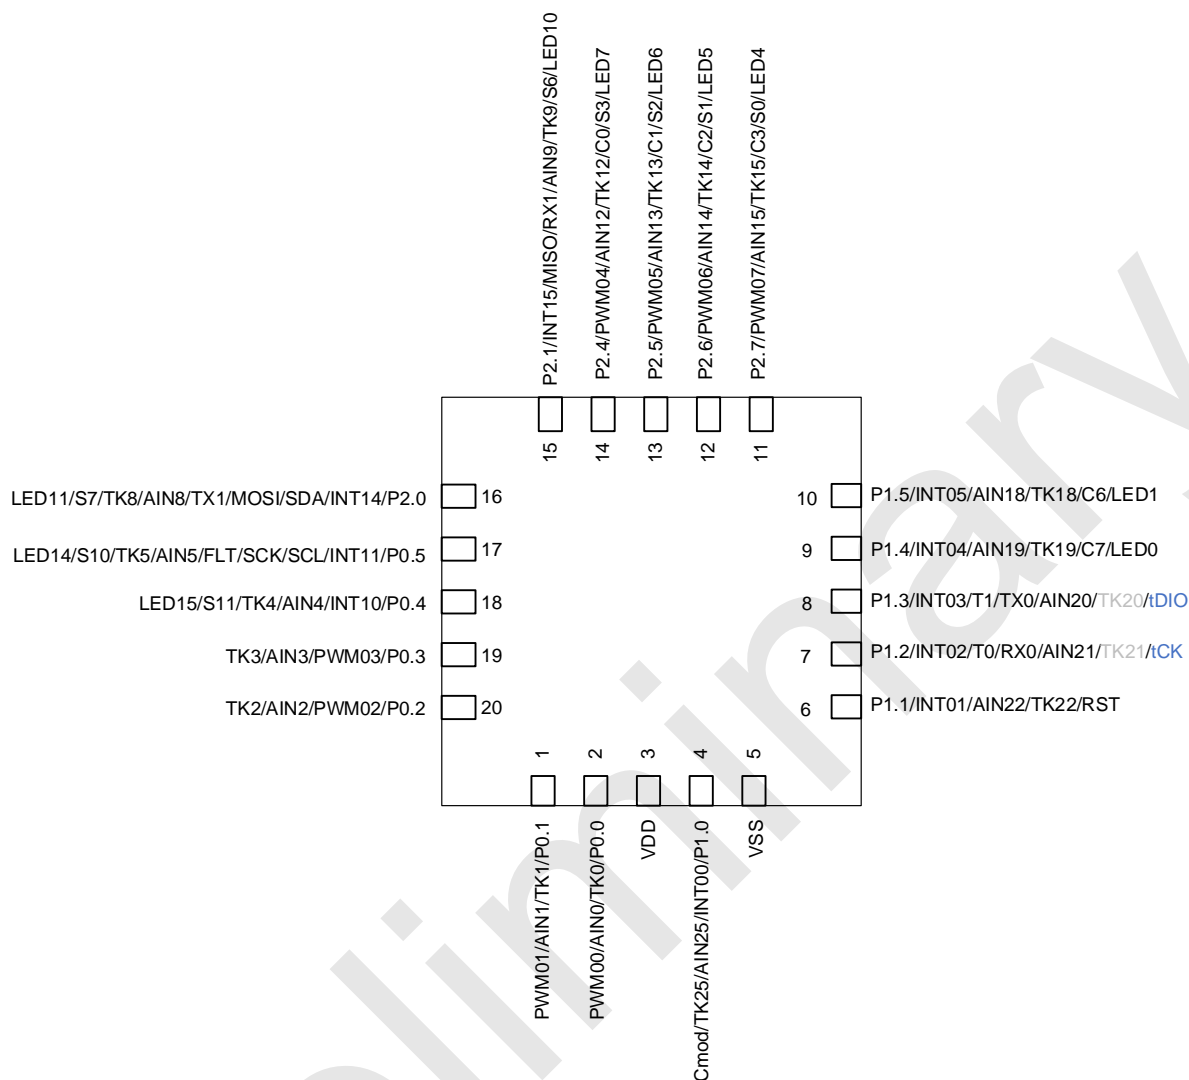 P2.1/INT15/MISO/RX1/AIN9/TK9/S6/LED10
P2.4/PWM04/AIN12/TK12/C0/S3/LED7
P2.5/PWM05/AIN13/TK13/C1/S2/LED6
P2.6/PWM06/AIN14/TK14/C2/S1/LED5
P2.7/PWM07/AIN15/TK15/C3/S0/LED4
15
14
13
12
11
LED11/S7/TK8/AIN8/TX1/MOSI/SDA/INT14/P2.0
16
10
P1.5/INT05/AIN18/TK18/C6/LED1
LED14/S10/TK5/AIN5/FLT/SCK/SCL/INT11/P0.5
17
9
P1.4/INT04/AIN19/TK19/C7/LED0
LED15/S11/TK4/AIN4/INT10/P0.4
18
8
P1.3/INT03/T1/TX0/AIN20/TK20/tDIO
TK3/AIN3/PWM03/P0.3
19
7
P1.2/INT02/T0/RX0/AIN21/TK21/tCK
TK2/AIN2/PWM02/P0.2
20
6
P1.1/INT01/AIN22/TK22/RST
1
2
3
4
5
PWM01/AIN1/TK1/P0.1
PWM00/AIN0/TK0/P0.0
VDD
Cmod/TK25/AIN25/INT00/P1.0
VSS
eliminary